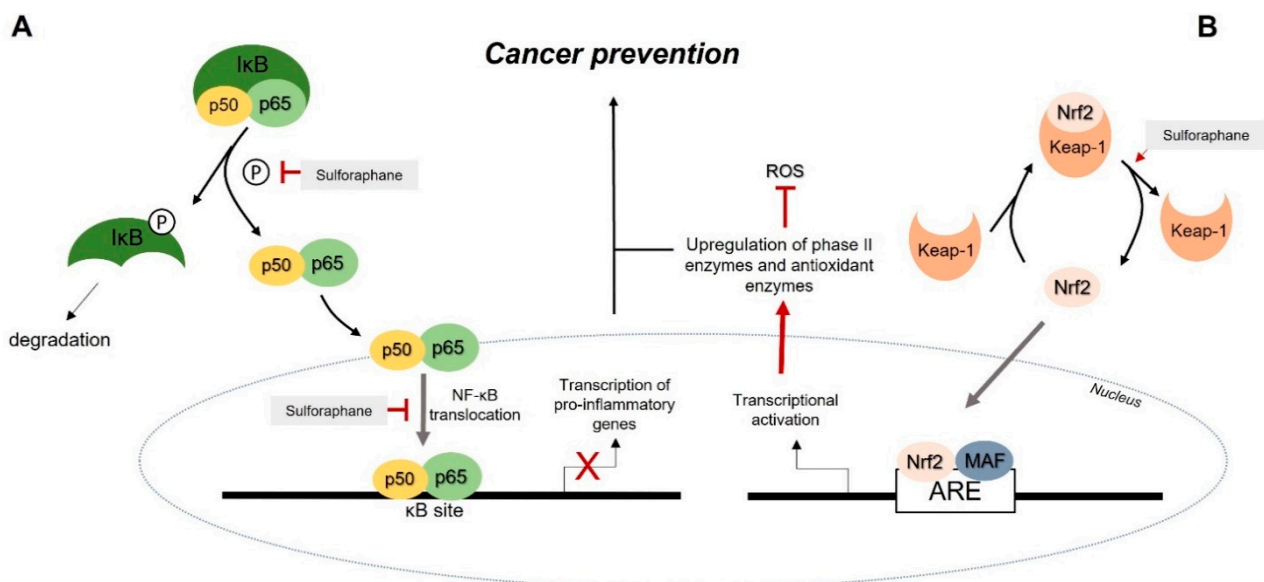 A
B
Cancer prevention
IκB
p50
p65
P
Sulforaphane
P
IκB
degradation
p50
p65
p50
p65
Sulforaphane
NF-κB
translocation
p50
p65
κB site
Transcription of
pro-inflammatory
genes
X
ROS
Upregulation of phase II
enzymes and antioxidant
enzymes
Transcriptional
activation
Nrf2
Keap-1
Sulforaphane
Keap-1
Keap-1
Nrf2
Nucleus
Nrf2
MAF
ARE